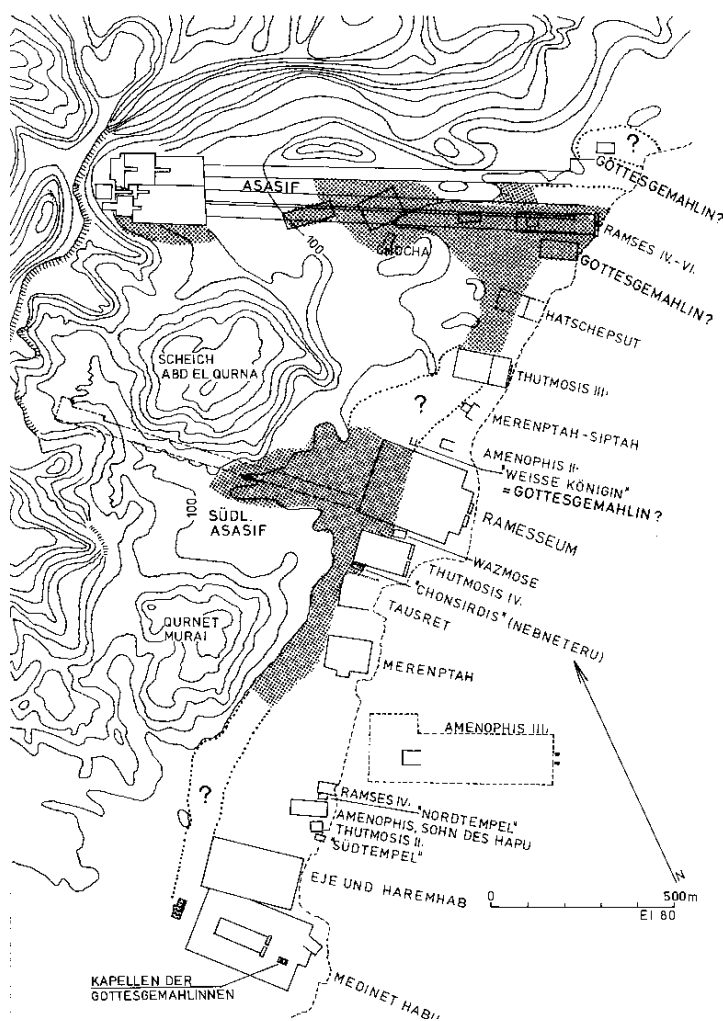 ?
GOTTESGEMAHLIN?
ASASIF
RAMSES IV.-VI.
GOTTESGEMAHLIN?
CHOCHA
100
HATSCHEPSUT
SCHEICH
ABD EL QURNA
THUTMOSIS III.
?
MERENPTAH-SIPTAH
AMENOPHIS II.
"WEISSE KÖNIGIN"
= GOTTESGEMAHLIN?
RAMESSEUM
100
SÜDL.
ASASIF
WAZMOSE
THUTMOSIS IV.
"CHONSIRDIS" (NEBNETERU)
TAUSRET
QURNET
MURAI
MERENPTAH
AMENOPHIS III.
?
RAMSES IV.
"NORDTEMPEL"
AMENOPHIS, SOHN DES HAPU
THUTMOSIS II.
"SÜDTEMPEL"
EJE UND HAREMHAB
N
0 500m
EI 80
KAPELLEN DER
GOTTESGEMAHLINNEN
MEDINET HABU